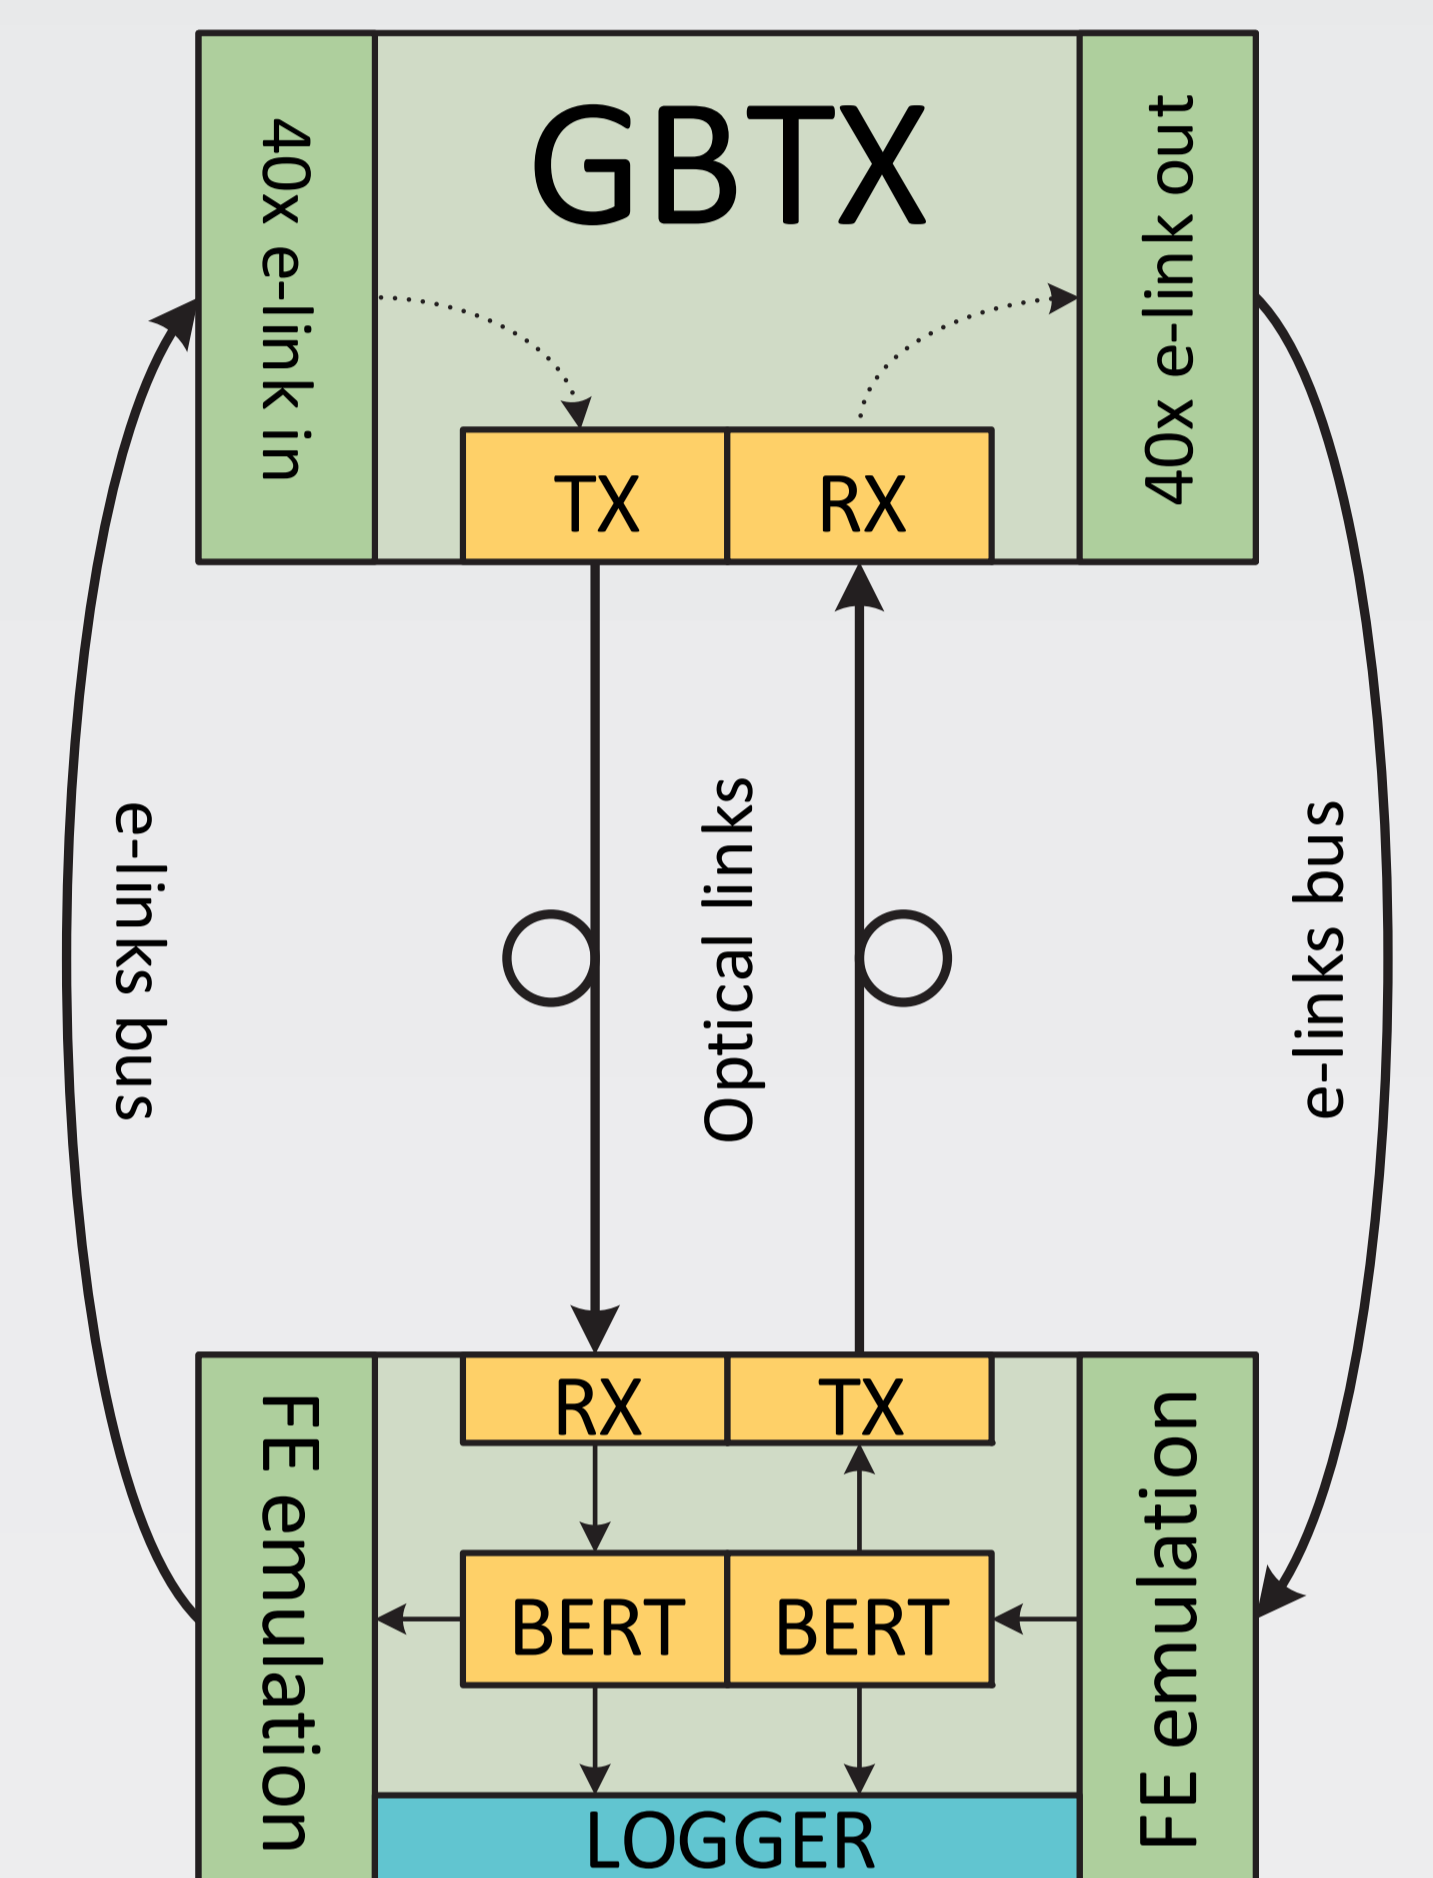 GBTX
40x e-link in
40x e-link out
TX
RX
e-links bus
Optical links
e-links bus
RX
TX
FE emulation
FE emulation
BERT
BERT
LOGGER